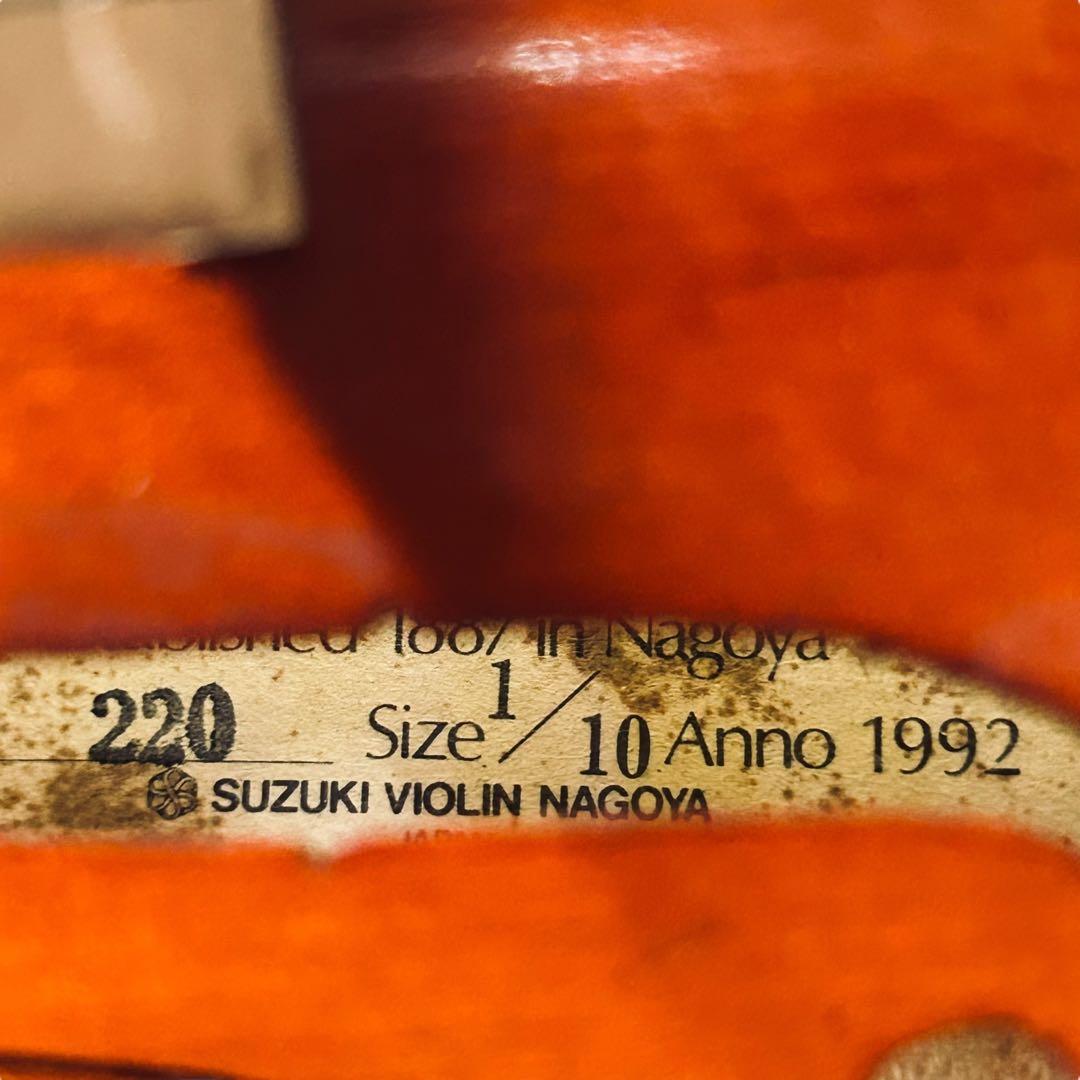 1887 in Nagoya
220 Size 1/10 Anno 1992
SUZUKI VIOLIN NAGOYA